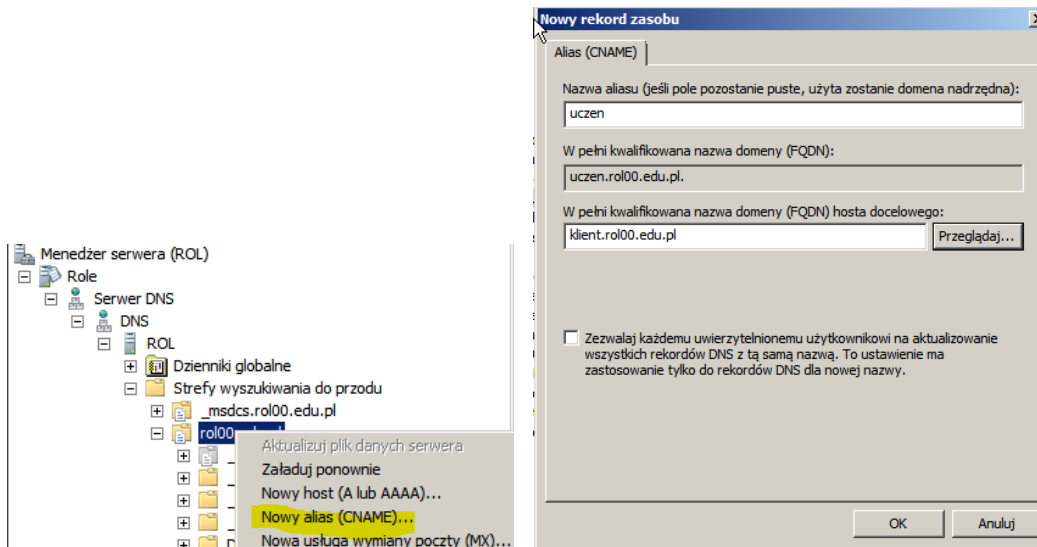 Menedżer serwera (ROL)
Role
Serwer DNS
DNS
ROL
Dzienniki globalne
Strefy wyszukiwania do przodu
_msdcs.rol00.edu.pl
Aktualizuj plik danych serwera
Załaduj ponownie
Nowy host (A lub AAAA)...
Nowy alias (CNAME)...
Nowa usługa wymiany poczty (MX)...
Nowy rekord zasobu
Alias (CNAME)
Nazwa aliasu (jeśli pole pozostanie puste, użyta zostanie domena nadrzędna):
uczen
W pełni kwalifikowana nazwa domeny (FQDN):
uczen.rol00.edu.pl.
W pełni kwalifikowana nazwa domeny (FQDN) hosta docelowego:
klient.rol00.edu.pl
Przeglądaj...
Zezwalaj każdemu uwierzytelnionemu użytkownikowi na aktualizowanie
wszystkich rekordów DNS z tą samą nazwą. To ustawienie ma
zastosowanie tylko do rekordów DNS dla nowej nazwy.
OK
Anuluj